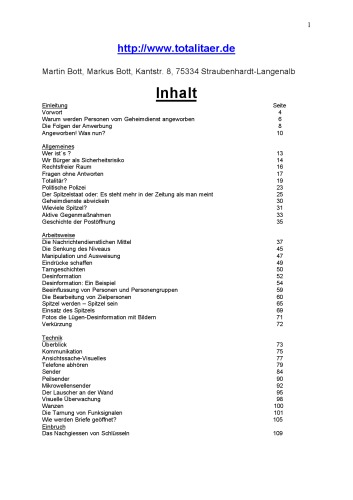 1
http://www.totalitaer.de
Martin Bott, Markus Bott, Kantstr. 8, 75334 Straubenhardt-Langenalb
Inhalt
Einleitung Seite
Vorwort 4
Warum werden Personen vom Geheimdienst angeworben 6
Die Folgen der Anwerbung 8
Angeworben! Was nun? 10
Allgemeines
Wer ist´s ? 13
Wir Bürger als Sicherheitsrisiko 14
Rechtsfreier Raum 16
Fragen ohne Antworten 17
Totalitär? 19
Politische Polizei 23
Der Spitzelstaat oder: Es steht mehr in der Zeitung als man meint 25
Geheimdienste abwickeln 30
Wieviele Spitzel? 31
Aktive Gegenmaßnahmen 33
Geschichte der Postöffnung 35
Arbeitsweise
Die Nachrichtendienstlichen Mittel 37
Die Senkung des Niveaus 45
Manipulation und Ausweisung 47
Eindrücke schaffen 49
Tarngeschichten 50
Desinformation 52
Desinformation: Ein Beispiel 54
Beeinflussung von Personen und Personengruppen 59
Die Bearbeitung von Zielpersonen 60
Spitzel werden – Spitzel sein 65
Einsatz des Spitzels 69
Fotos die Lügen-Desinformation mit Bildern 71
Verkürzung 72
Technik
Überblick 73
Kommunikation 75
Ansichtssache-Visuelles 77
Telefone abhören 79
Sender 84
Peilsender 90
Mikrowellensender 92
Der Lauscher an der Wand 95
Visuelle Überwachung 98
Wanzen 100
Die Tarnung von Funksignalen 101
Wie werden Briefe geöffnet? 105
Einbruch
Das Nachgiessen von Schlüsseln 109